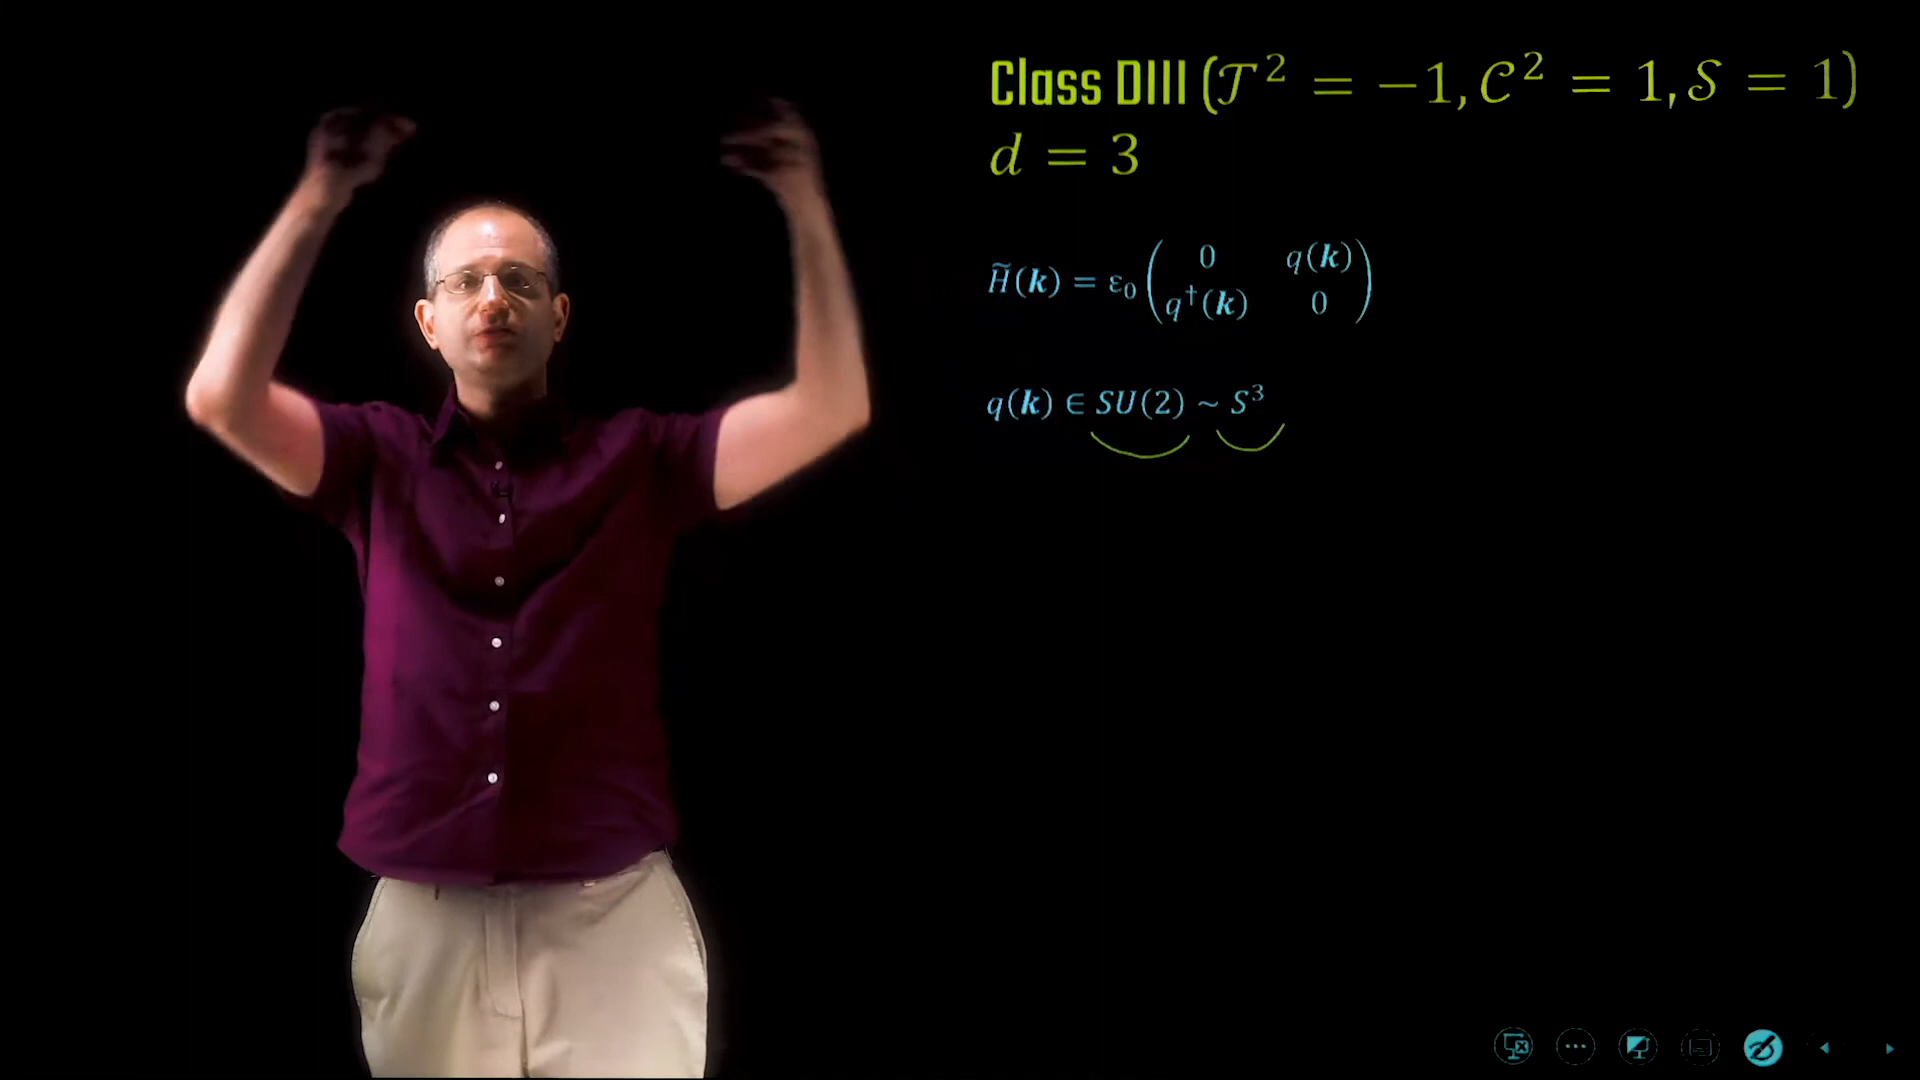 Class DIII (𝒯² = −1, 𝒞² = 1, 𝒮 = 1)
d = 3
H̃(k) = ε₀ ( 0 q(k)
q†(k) 0 )
q(k) ∈ SU(2) ~ S³